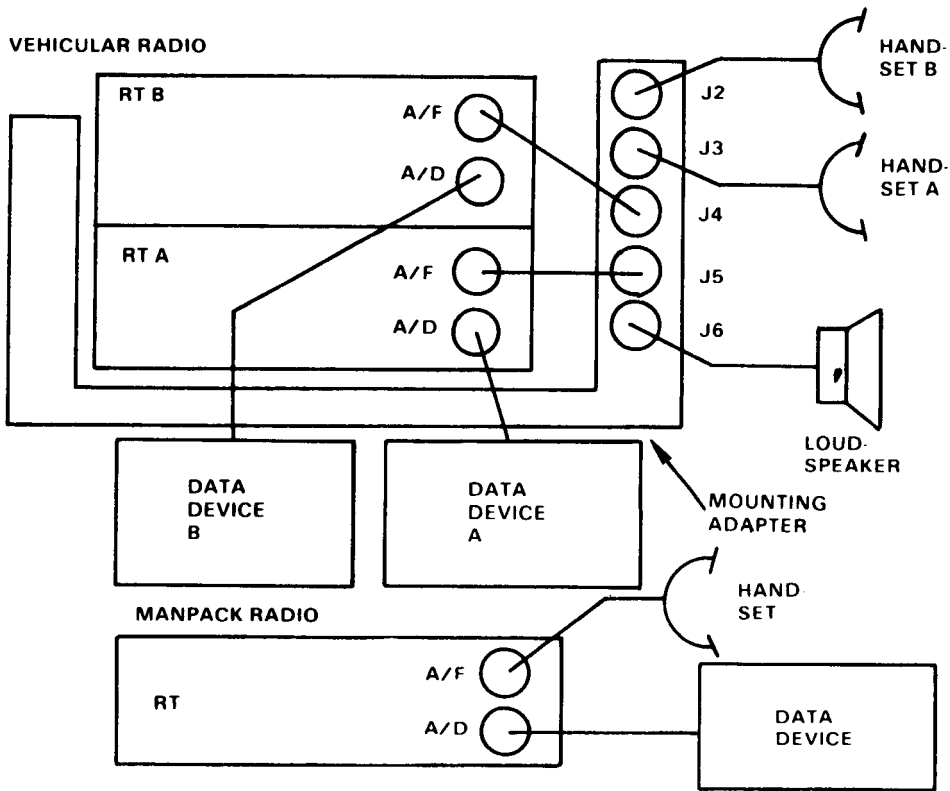 VEHICULAR RADIO
HAND-
SET B
RT B
A/F
J2
A/D
J3
HAND-
SET A
J4
RT A
A/F
J5
A/D
J6
LOUD-
SPEAKER
DATA
DEVICE
B
DATA
DEVICE
A
MOUNTING
ADAPTER
MANPACK RADIO
HAND-
SET
RT
A/F
A/D
DATA
DEVICE